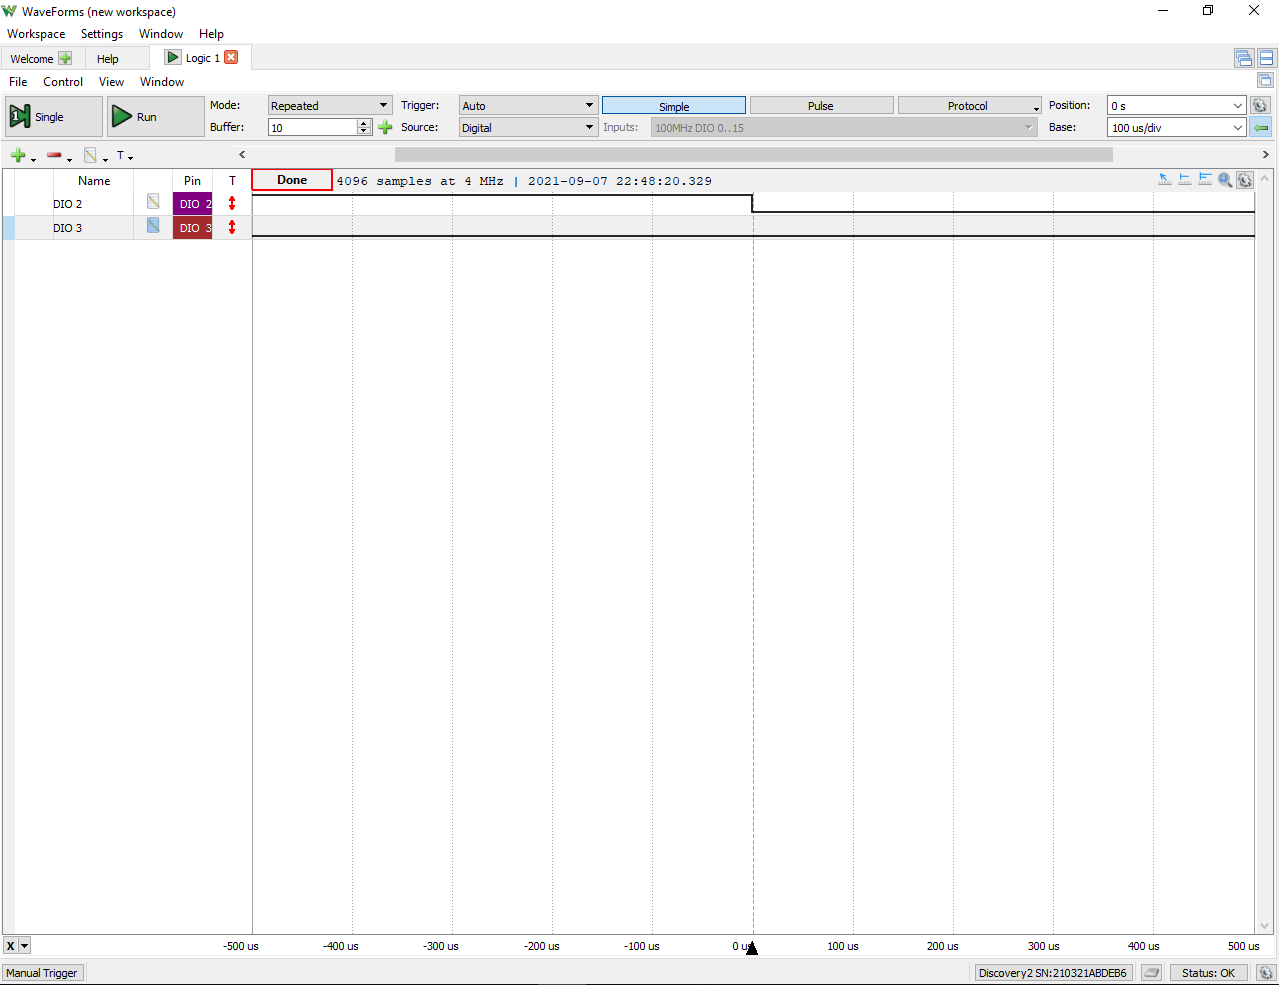 WaveForms (new workspace)
Workspace Settings Window Help
Welcome Help Logic 1
File Control View Window
Single Run Mode: Repeated Trigger: Auto Simple Pulse Protocol Position: 0 s
Buffer: 10 Source: Digital Inputs: 100MHz DIO 0..15 Base: 100 us/div
T
Name Pin T Done 4096 samples at 4 MHz | 2021-09-07 22:48:20.329
DIO 2 DIO 2
DIO 3 DIO 3
X -500 us -400 us -300 us -200 us -100 us 0 us 100 us 200 us 300 us 400 us 500 us
Manual Trigger Discovery2 SN:210321ABDEB6 Status: OK